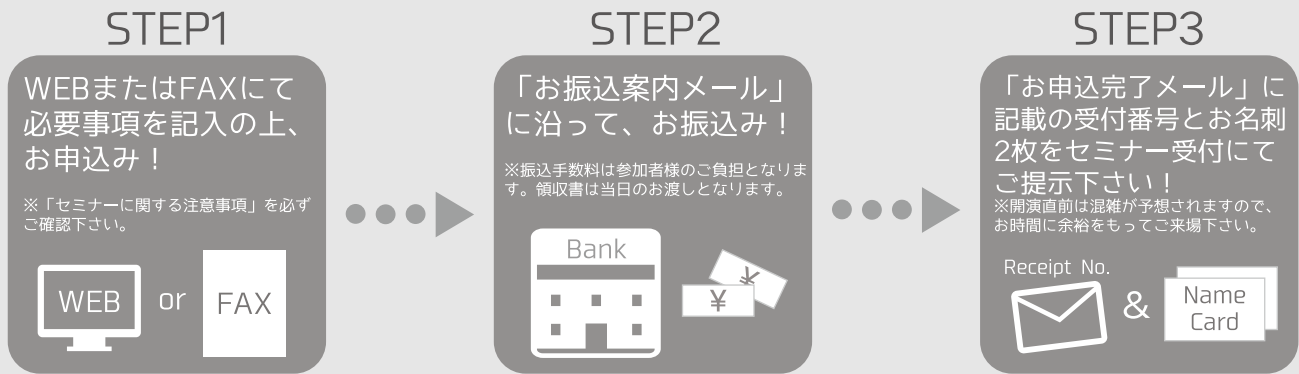 STEP1
WEBまたはFAXにて
必要事項を記入の上、
お申込み！
※「セミナーに関する注意事項」を必ず
ご確認下さい。
WEB or FAX
STEP2
「お振込案内メール」
に沿って、お振込み！
※振込手数料は参加者様のご負担となりま
す。領収書は当日のお渡しとなります。
Bank
¥
¥
STEP3
「お申込完了メール」に
記載の受付番号とお名刺
2枚をセミナー受付にて
ご提示下さい！
※開演直前は混雑が予想されますので、
お時間に余裕をもってご来場下さい。
Receipt No.
&
Name
Card